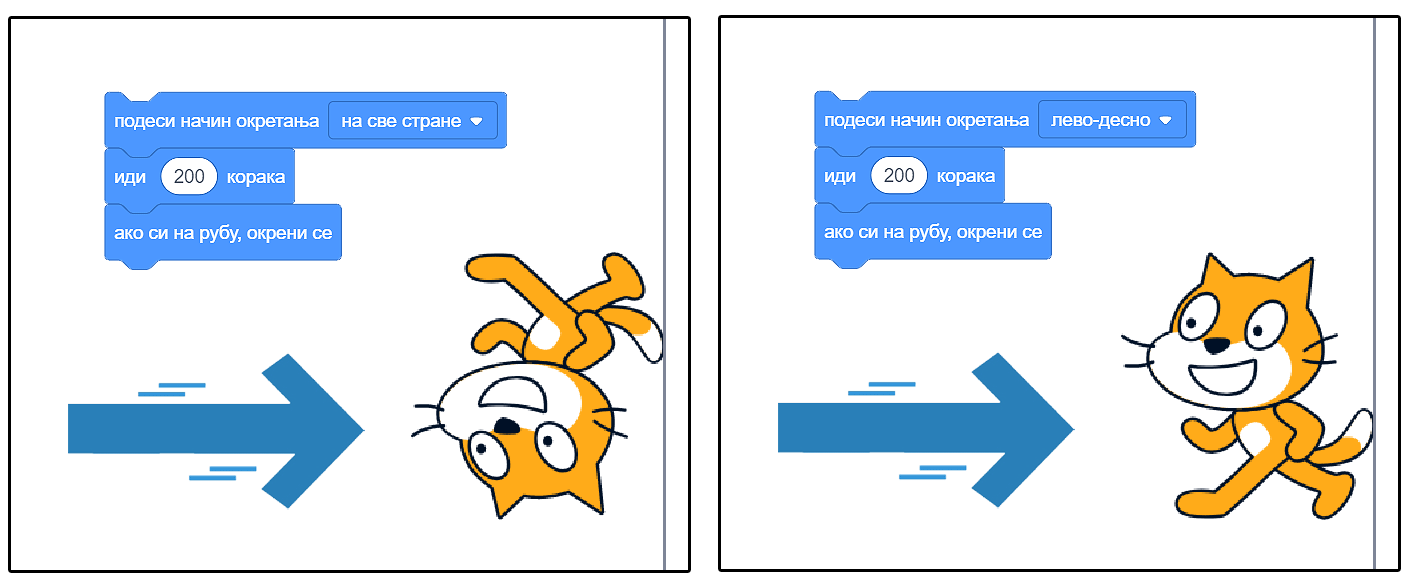 подеси начин окретања на све стране
иди 200 корака
ако си на рубу, окрени се
подеси начин окретања лево-десно
иди 200 корака
ако си на рубу, окрени се